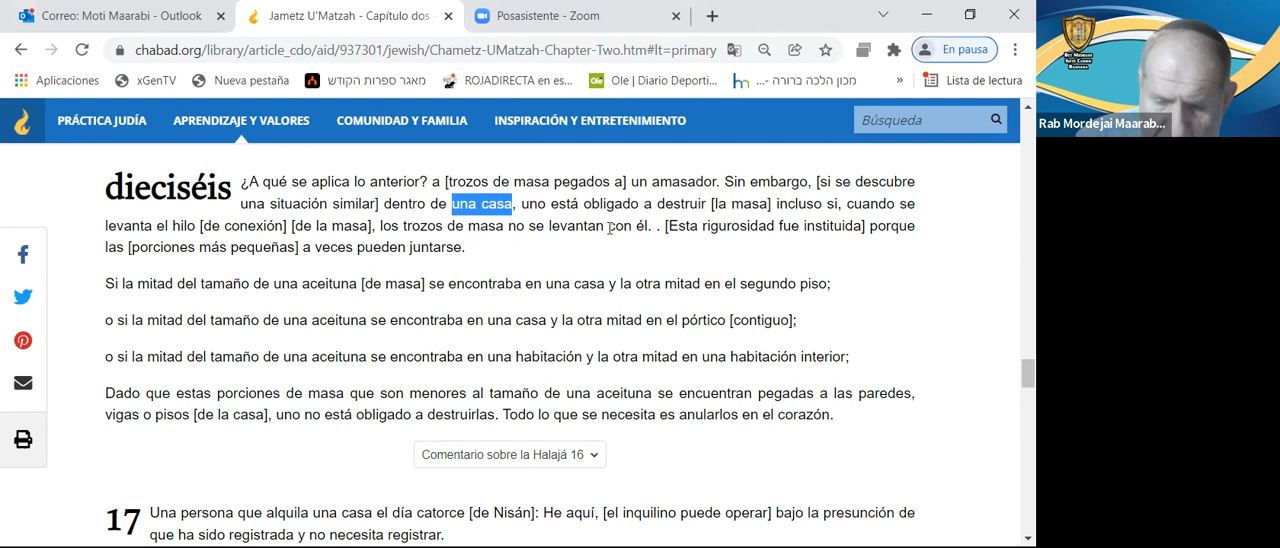 Correo: Moti Maarabi - Outlook
Jametz U'Matzah - Capítulo dos -
Posasistente - Zoom
chabad.org/library/article_cdo/aid/937301/jewish/Chametz-UMatzah-Chapter-Two.htm#lt=primary
En pausa
Aplicaciones
xGenTV
Nueva pestaña
מאגר ספרות הקודש
ROJADIRECTA en es...
Ole | Diario Deporti...
מכון הלכה ברורה -...
»
Lista de lectura
PRÁCTICA JUDÍA
APRENDIZAJE Y VALORES
COMUNIDAD Y FAMILIA
INSPIRACIÓN Y ENTRETENIMIENTO
Búsqueda
Rab Mordejai Maarab...
dieciséis ¿A qué se aplica lo anterior? a [trozos de masa pegados a] un amasador. Sin embargo, [si se descubre
una situación similar] dentro de una casa, uno está obligado a destruir [la masa] incluso si, cuando se
levanta el hilo [de conexión] [de la masa], los trozos de masa no se levantan con él. . [Esta rigurosidad fue instituida] porque
las [porciones más pequeñas] a veces pueden juntarse.
Si la mitad del tamaño de una aceituna [de masa] se encontraba en una casa y la otra mitad en el segundo piso;
o si la mitad del tamaño de una aceituna se encontraba en una casa y la otra mitad en el pórtico [contiguo];
o si la mitad del tamaño de una aceituna se encontraba en una habitación y la otra mitad en una habitación interior;
Dado que estas porciones de masa que son menores al tamaño de una aceituna se encuentran pegadas a las paredes,
vigas o pisos [de la casa], uno no está obligado a destruirlas. Todo lo que se necesita es anularlos en el corazón.
Comentario sobre la Halajá 16
17 Una persona que alquila una casa el día catorce [de Nisán]: He aquí, [el inquilino puede operar] bajo la presunción de
que ha sido registrada y no necesita registrar.